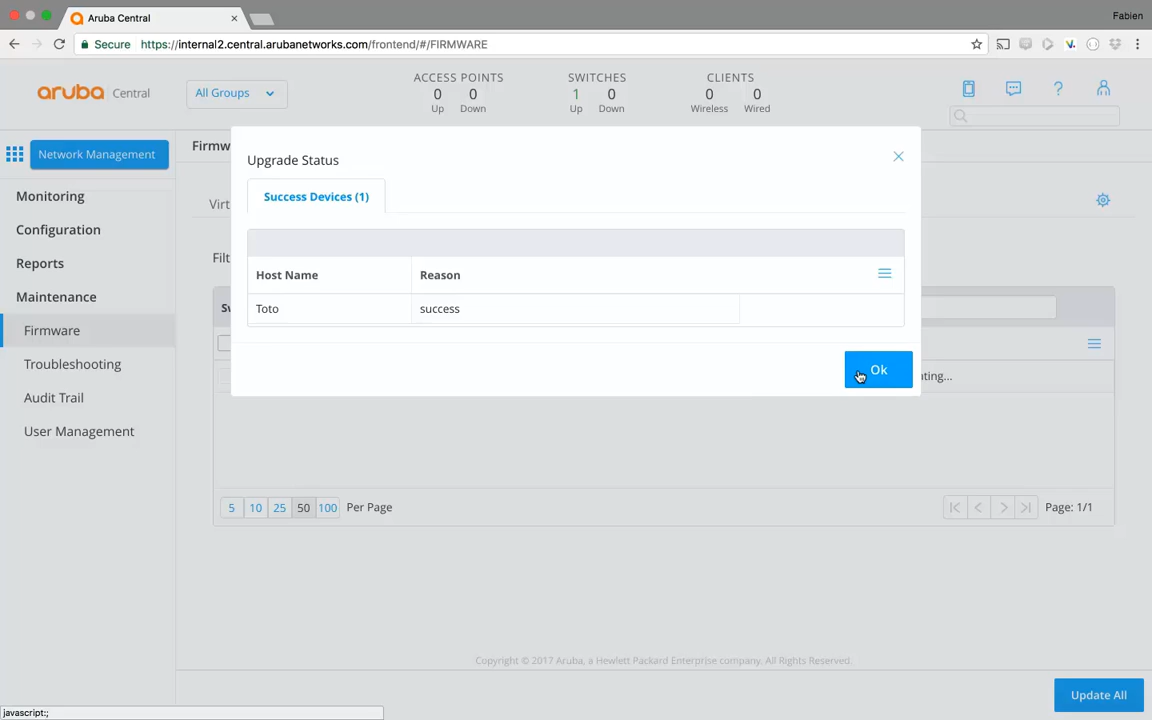 Aruba Central
Fabien
Secure https://internal2.central.arubanetworks.com/frontend/#/FIRMWARE
aruba Central
All Groups
ACCESS POINTS
0 0
Up Down
SWITCHES
1 0
Up Down
CLIENTS
0 0
Wireless Wired
Network Management
Monitoring
Configuration
Reports
Maintenance
Firmware
Troubleshooting
Audit Trail
User Management
Firmw
Virt
Filt
Upgrade Status
Success Devices (1)
Host Name Reason
Toto success
Ok
ting...
5 10 25 50 100 Per Page
Page: 1/1
Copyright © 2017 Aruba, a Hewlett Packard Enterprise company. All Rights Reserved.
Update All
javascript:;